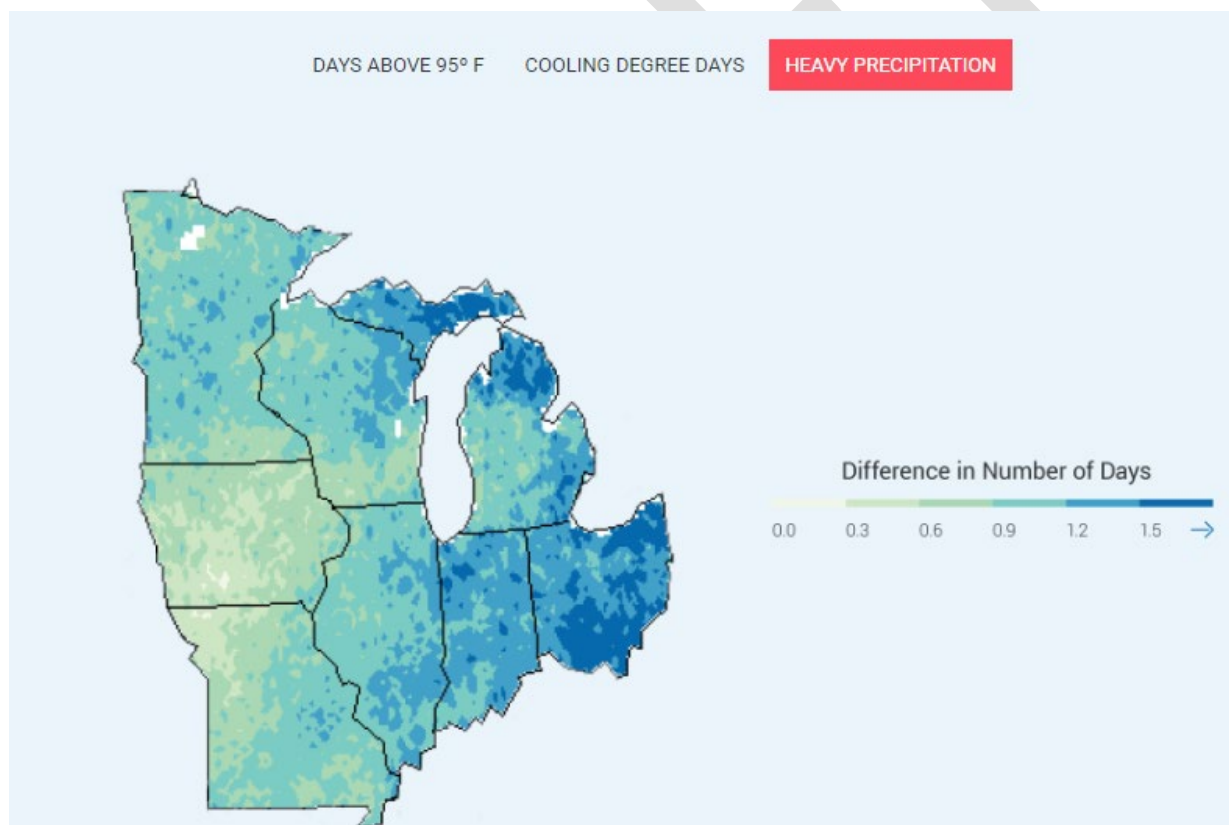 DAYS ABOVE 95º F COOLING DEGREE DAYS HEAVY PRECIPITATION
Difference in Number of Days
0.0 0.3 0.6 0.9 1.2 1.5 →